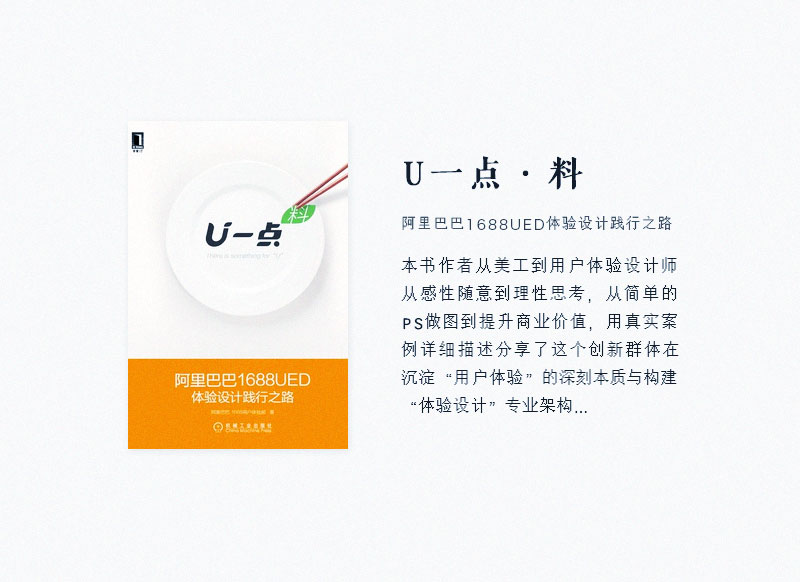 U一点
料
There is something for "U"
阿里巴巴1688UED
体验设计践行之路
机械工业出版社
China Machine Press
U一点·料
阿里巴巴1688UED体验设计践行之路
本书作者从美工到用户体验设计师
从感性随意到理性思考，从简单的
PS做图到提升商业价值，用真实案
例详细描述分享了这个创新群体在
沉淀“用户体验”的深刻本质与构建
“体验设计”专业架构...